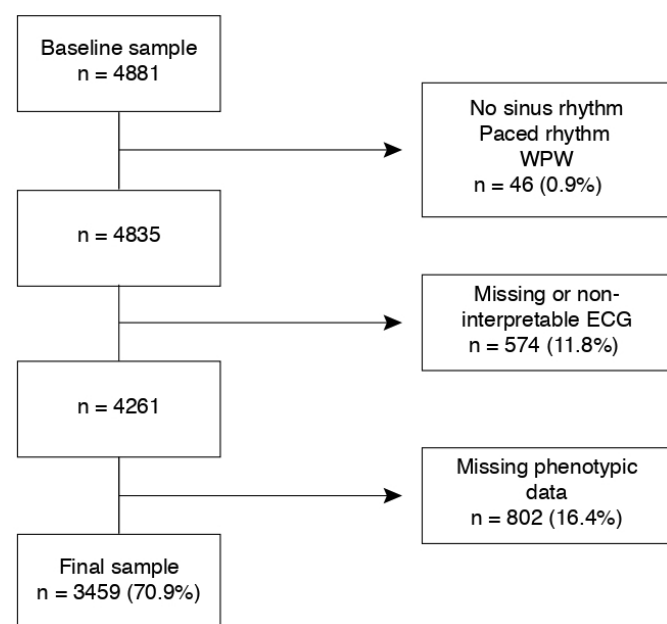 Baseline sample
n = 4881
No sinus rhythm
Paced rhythm
WPW
n = 46 (0.9%)
n = 4835
Missing or non-
interpretable ECG
n = 574 (11.8%)
n = 4261
Missing phenotypic
data
n = 802 (16.4%)
Final sample
n = 3459 (70.9%)